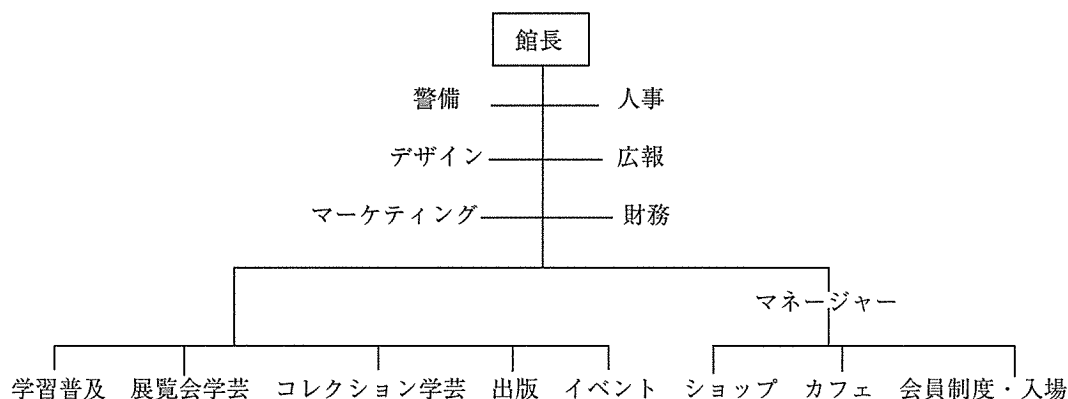 館長
警備 人事
デザイン 広報
マーケティング 財務
マネージャー
学習普及 展覧会学芸 コレクション学芸 出版 イベント ショップ カフェ 会員制度・入場